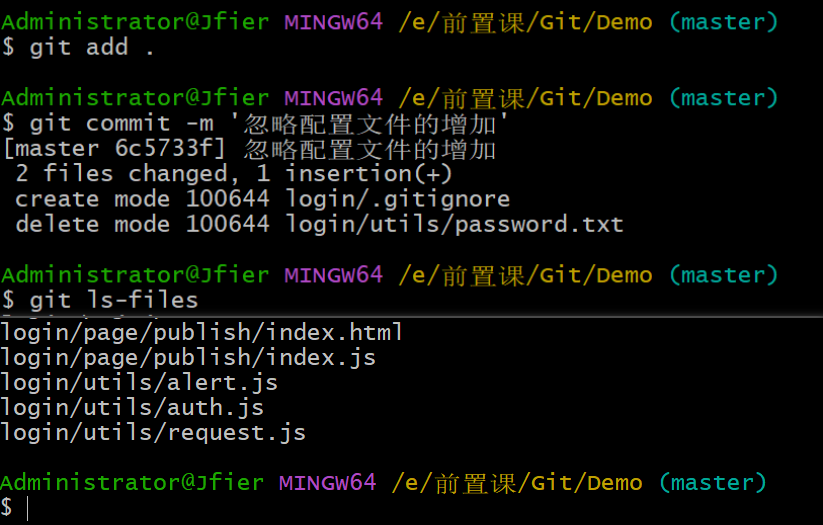 Administrator@Jfier MINGW64 /e/前置课/Git/Demo (master)
$ git add .
Administrator@Jfier MINGW64 /e/前置课/Git/Demo (master)
$ git commit -m '忽略配置文件的增加'
[master 6c5733f] 忽略配置文件的增加
 2 files changed, 1 insertion(+)
 create mode 100644 login/.gitignore
 delete mode 100644 login/utils/password.txt
Administrator@Jfier MINGW64 /e/前置课/Git/Demo (master)
$ git ls-files
login/page/publish/index.html
login/page/publish/index.js
login/utils/alert.js
login/utils/auth.js
login/utils/request.js
Administrator@Jfier MINGW64 /e/前置课/Git/Demo (master)
$